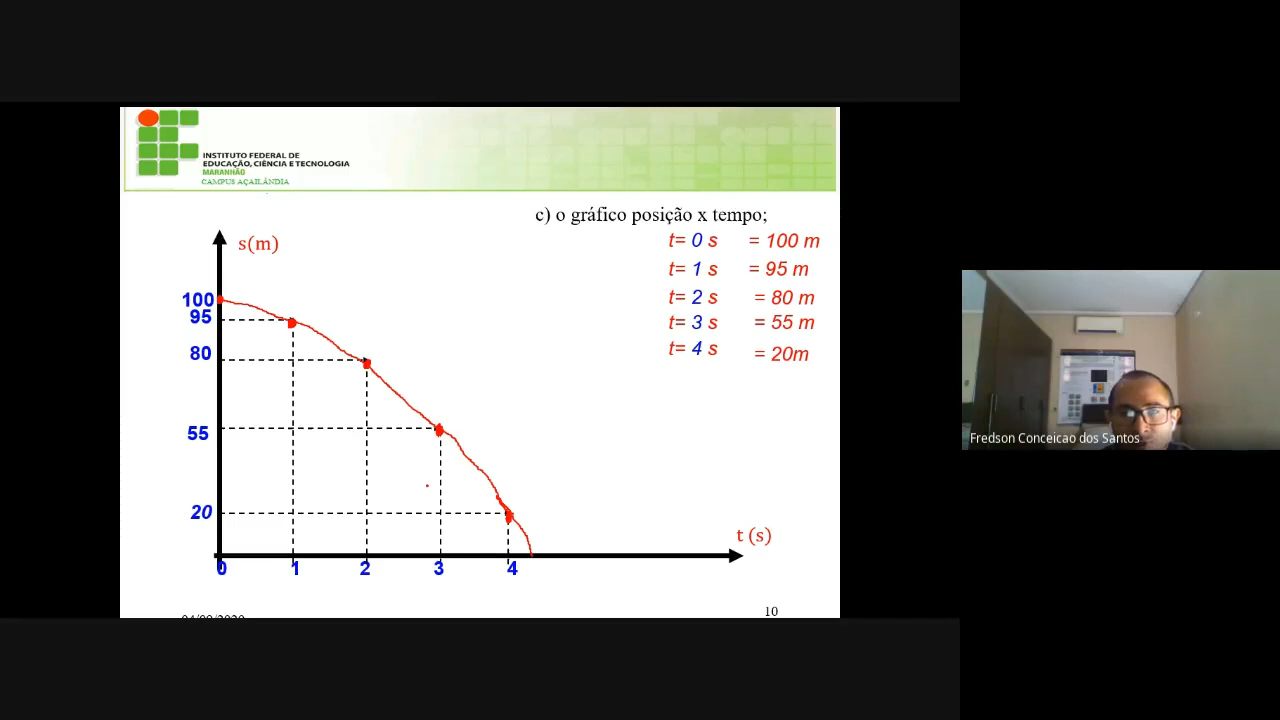 INSTITUTO FEDERAL DE
EDUCAÇÃO, CIÊNCIA E TECNOLOGIA
MARANHÃO
CAMPUS AÇAILÂNDIA
c) o gráfico posição x tempo;
s(m)
t= 0 s = 100 m
t= 1 s = 95 m
t= 2 s = 80 m
t= 3 s = 55 m
t= 4 s = 20m
100
95
80
55
20
t (s)
0 1 2 3 4
10
Fredson Conceicao dos Santos